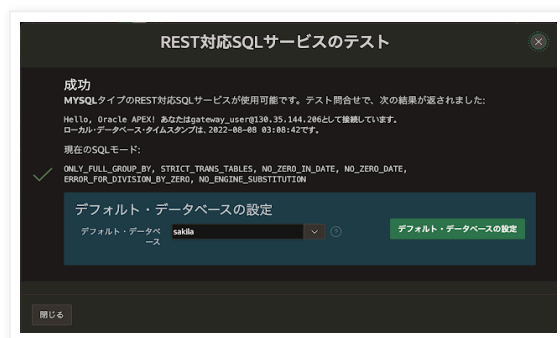 REST対応SQLサービスのテスト
成功
MYSQLタイプのREST対応SQLサービスが使用可能です。テスト問合せで、次の結果が返されました:
Hello, Oracle APEX! あなたはgateway_user@130.35.144.206として接続しています。
ローカル・データベース・タイムスタンプは、2022-08-08 03:08:42です。
現在のSQLモード:
ONLY_FULL_GROUP_BY, STRICT_TRANS_TABLES, NO_ZERO_IN_DATE, NO_ZERO_DATE,
ERROR_FOR_DIVISION_BY_ZERO, NO_ENGINE_SUBSTITUTION
デフォルト・データベースの設定
デフォルト・データベ
ース
sakila
デフォルト・データベースの設定
閉じる